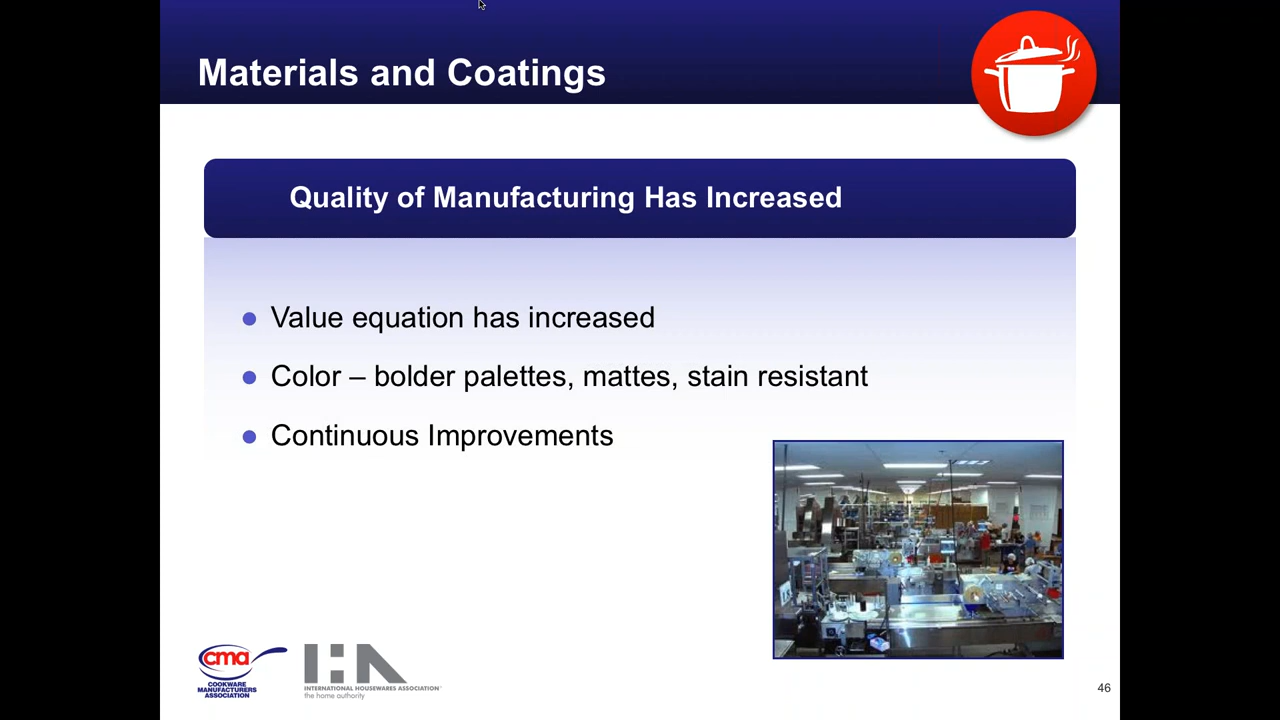 Materials and Coatings
Quality of Manufacturing Has Increased
Value equation has increased
Color – bolder palettes, mattes, stain resistant
Continuous Improvements
cma
COOKWARE
MANUFACTURERS
ASSOCIATION
IHA
INTERNATIONAL HOUSEWARES ASSOCIATION
the home authority
46